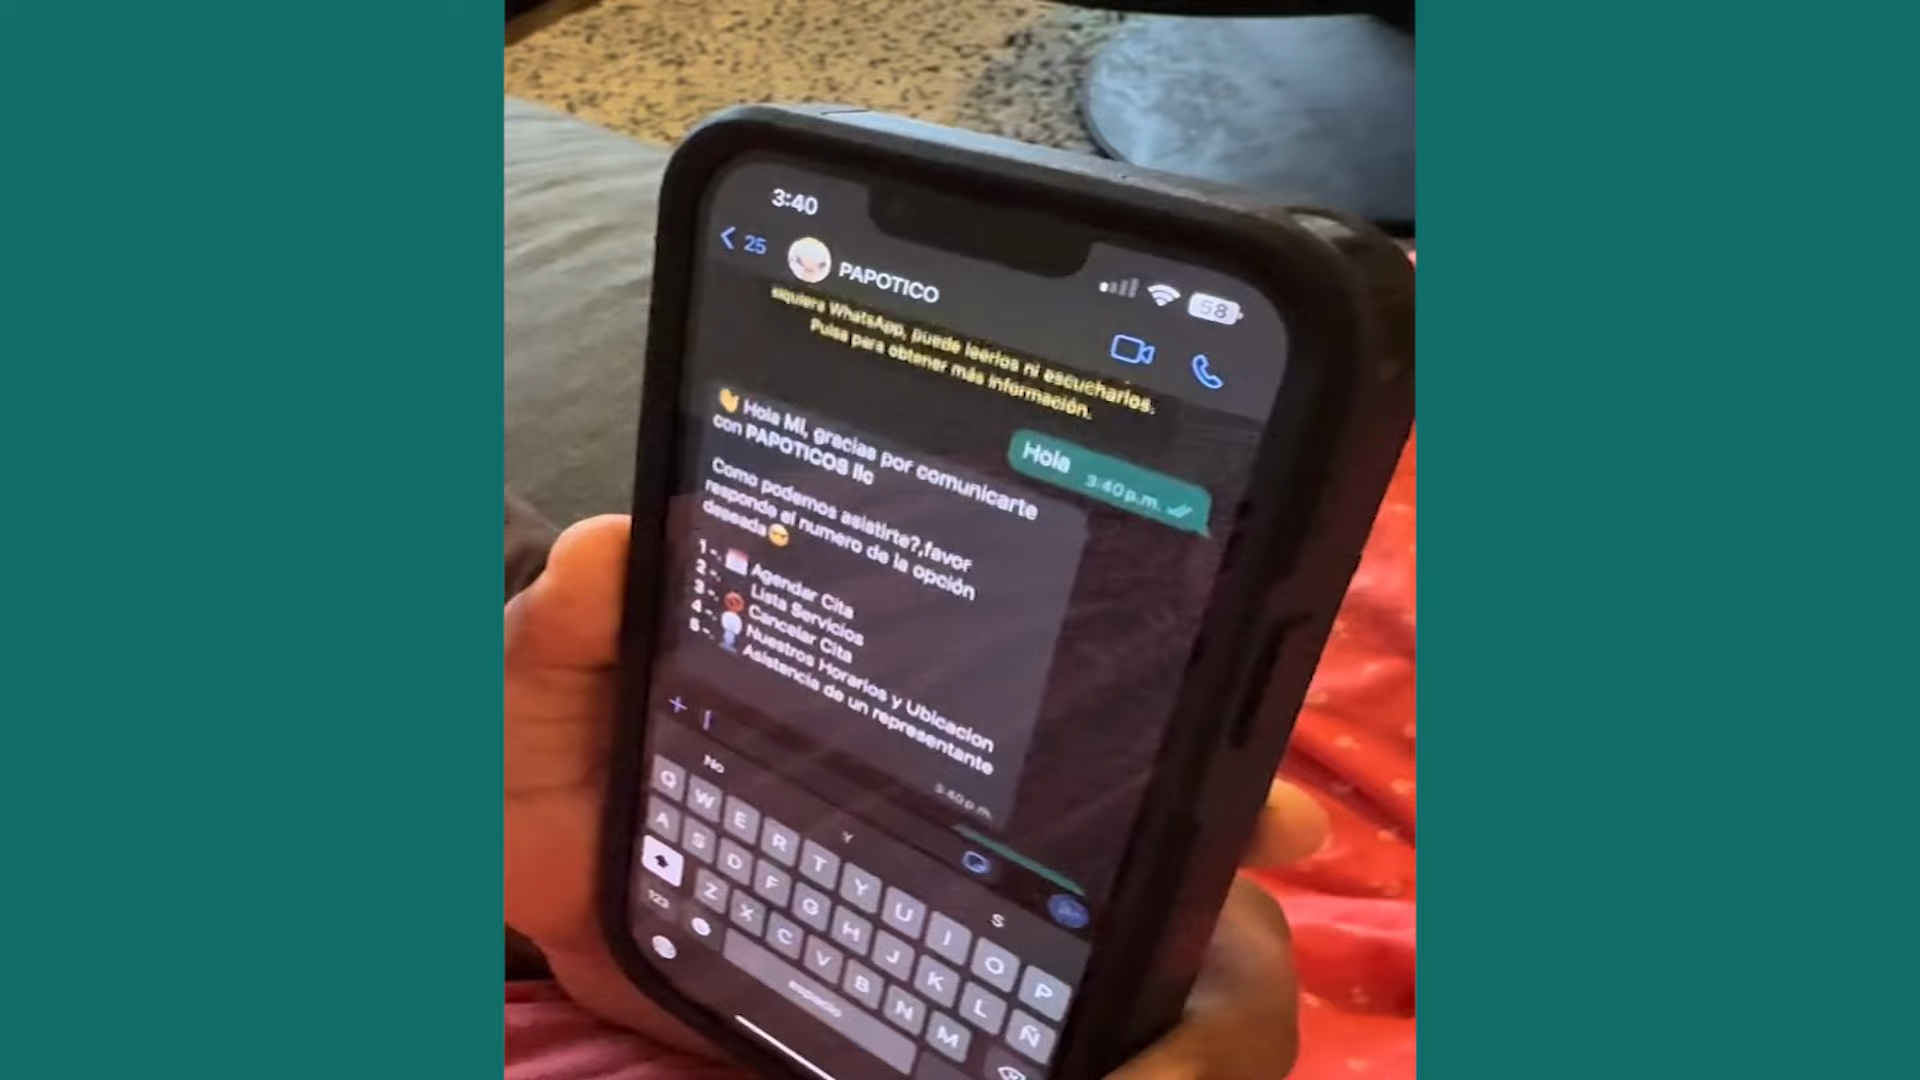 3:40
58
25
PAPOTICO
siquiera WhatsApp, puede leerlos ni escucharlos.
Pulsa para obtener más información.
Hola
3:40 p.m.
👋 Hola Mi, gracias por comunicarte
con PAPOTICOS llc
Como podemos asistirte?,favor
responde el numero de la opción
deseada😎
1 -. 📅 Agendar Cita
2 -. Lista Servicios
3 -. 🚫 Cancelar Cita
4 -. Nuestros Horarios y Ubicacion
5 -. Asistencia de un representante
3:40 p.m.
No
Y
S
Q W E R T Y U I O P
A S D F G H J K L Ñ
Z X C V B N M
123
espacio